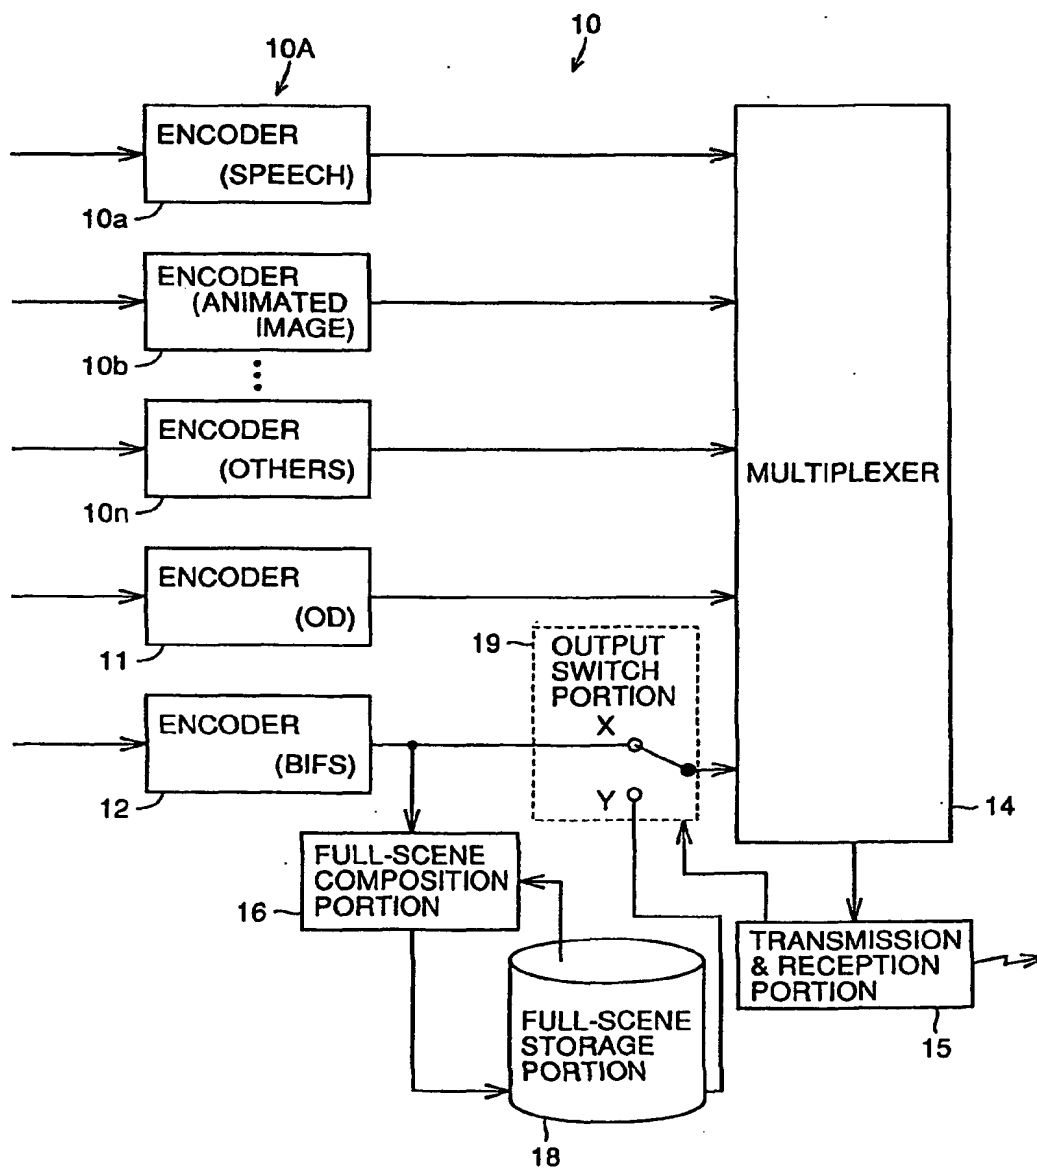 10
10A
ENCODER
(SPEECH)
10a
ENCODER
(ANIMATED
IMAGE)
10b
ENCODER
(OTHERS)
10n
MULTIPLEXER
ENCODER
(OD)
11
19
OUTPUT
SWITCH
PORTION
X
Y
ENCODER
(BIFS)
12
14
FULL-SCENE
COMPOSITION
PORTION
16
TRANSMISSION
& RECEPTION
PORTION
15
FULL-SCENE
STORAGE
PORTION
18